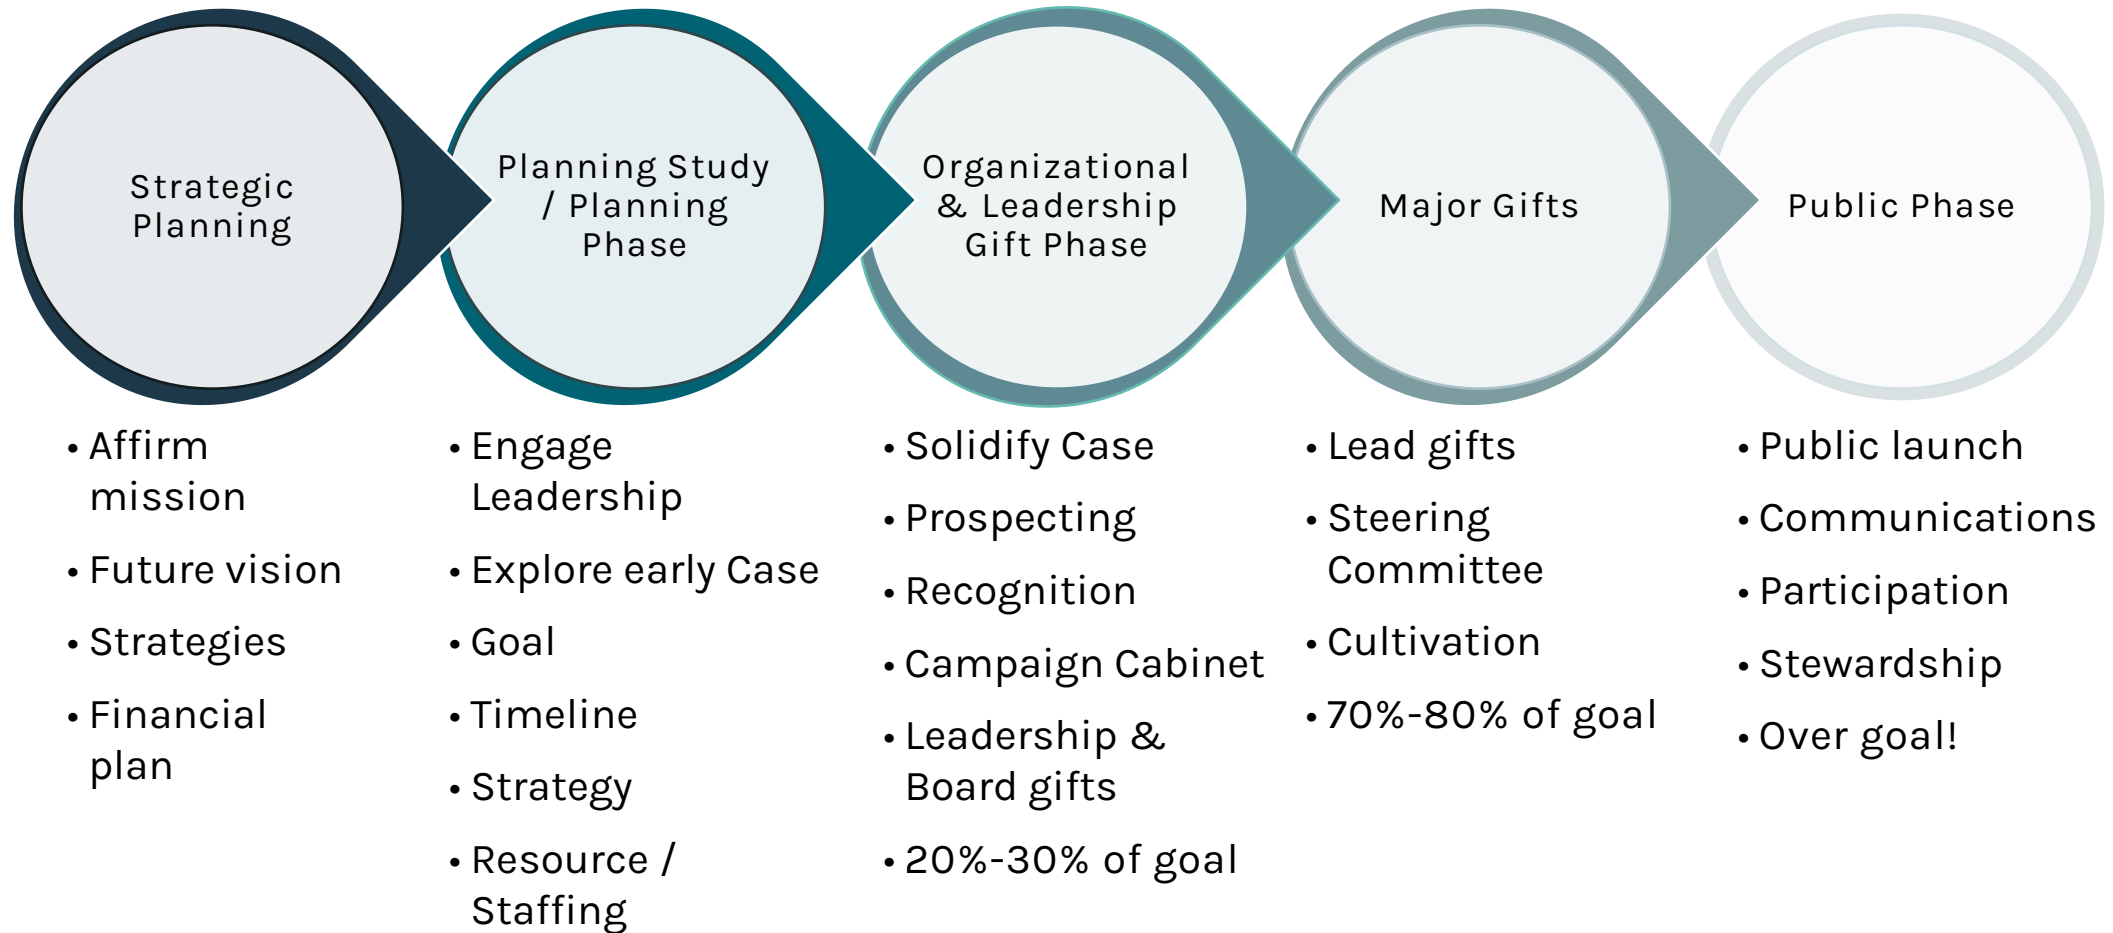 Strategic
Planning
Planning Study
/ Planning
Phase
Organizational
& Leadership
Gift Phase
Major Gifts
Public Phase
• Affirm
mission
• Future vision
• Strategies
• Financial
plan
• Engage
Leadership
• Explore early Case
• Goal
• Timeline
• Strategy
• Resource /
Staffing
• Solidify Case
• Prospecting
• Recognition
• Campaign Cabinet
• Leadership &
Board gifts
• 20%-30% of goal
• Lead gifts
• Steering
Committee
• Cultivation
• 70%-80% of goal
• Public launch
• Communications
• Participation
• Stewardship
• Over goal!